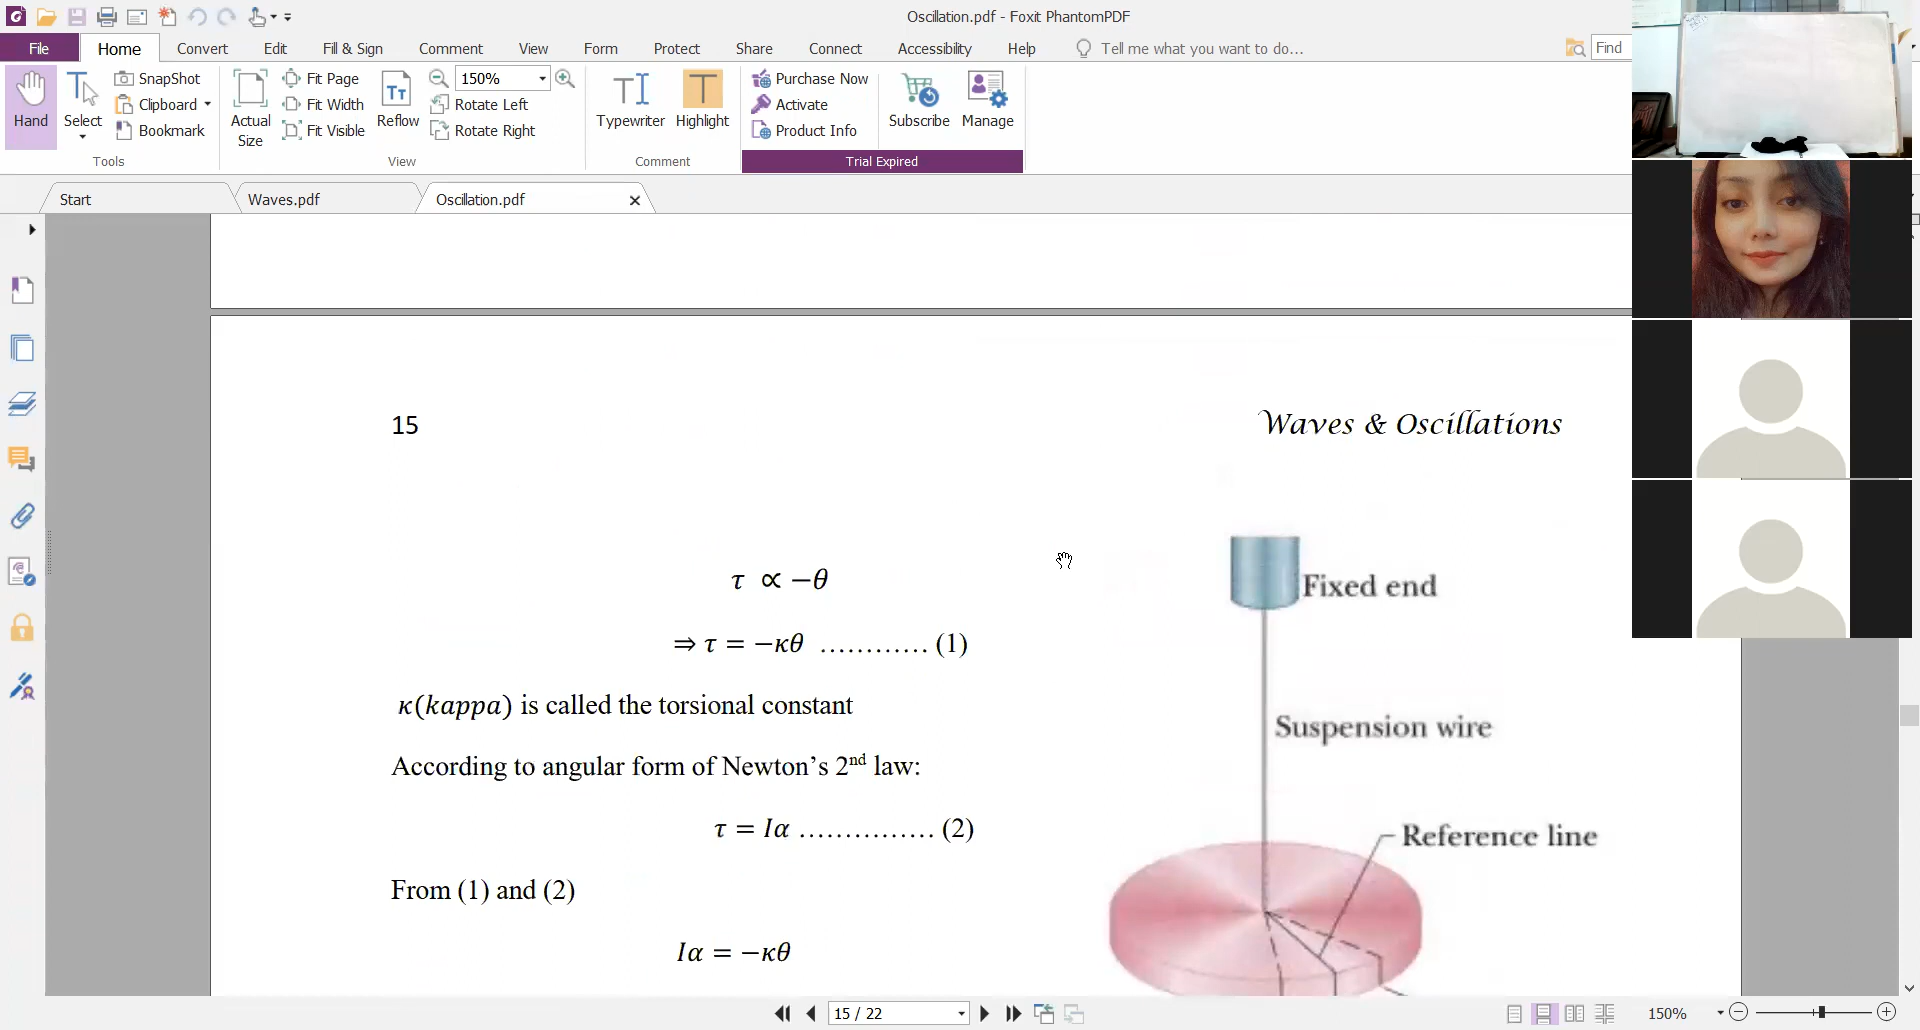 Oscillation.pdf - Foxit PhantomPDF
File Home Convert Edit Fill & Sign Comment View Form Protect Share Connect Accessibility Help Tell me what you want to do... Find
Hand Select SnapShot Clipboard Bookmark
Tools
Actual Size Fit Page Fit Width Fit Visible Reflow 150% Rotate Left Rotate Right
View
Typewriter Highlight
Comment
Purchase Now Activate Product Info
Trial Expired
Subscribe Manage
Start Waves.pdf Oscillation.pdf
15 Waves & Oscillations
τ ∝ −θ
⇒ τ = −κθ ………… (1)
κ(kappa) is called the torsional constant
According to angular form of Newton’s 2nd law:
τ = Iα …………… (2)
From (1) and (2)
Iα = −κθ
Fixed end
Suspension wire
Reference line
15 / 22 150%